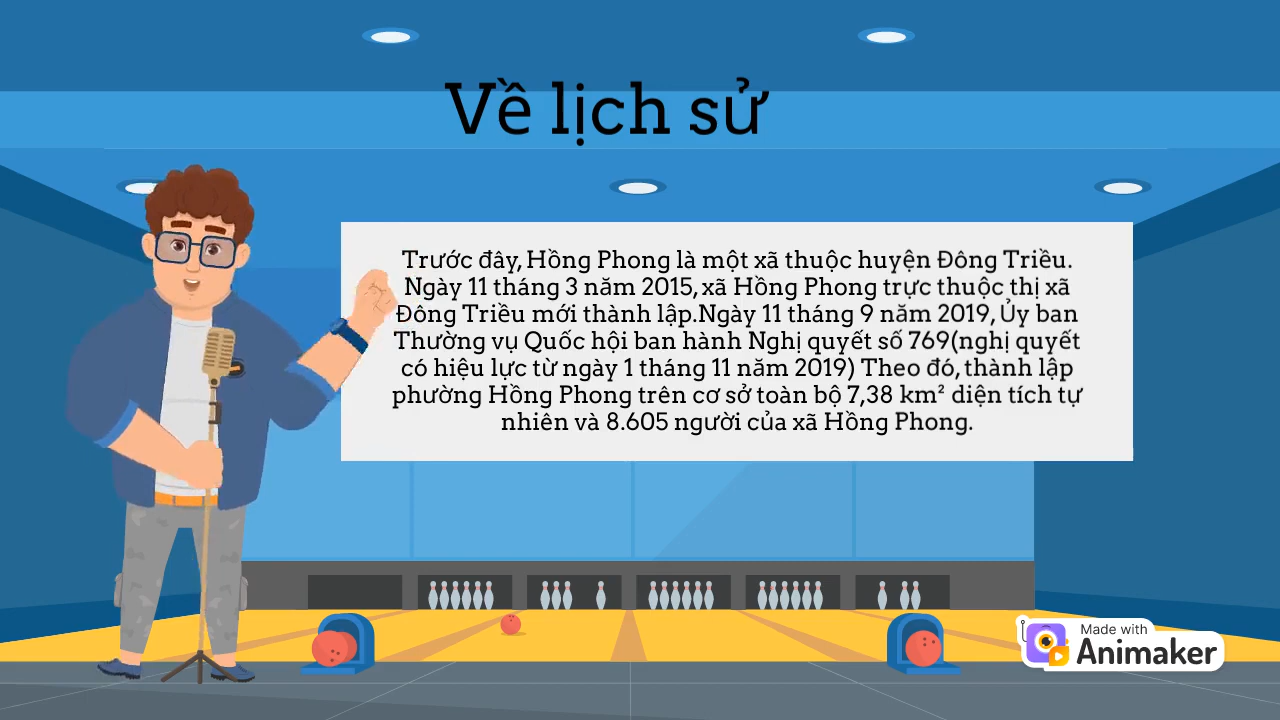 Về lịch sử
Trước đây, Hồng Phong là một xã thuộc huyện Đông Triều.
Ngày 11 tháng 3 năm 2015, xã Hồng Phong trực thuộc thị xã
Đông Triều mới thành lập.Ngày 11 tháng 9 năm 2019, Ủy ban
Thường vụ Quốc hội ban hành Nghị quyết số 769(nghị quyết
có hiệu lực từ ngày 1 tháng 11 năm 2019) Theo đó, thành lập
phường Hồng Phong trên cơ sở toàn bộ 7,38 km² diện tích tự
nhiên và 8.605 người của xã Hồng Phong.
Made with
Animaker